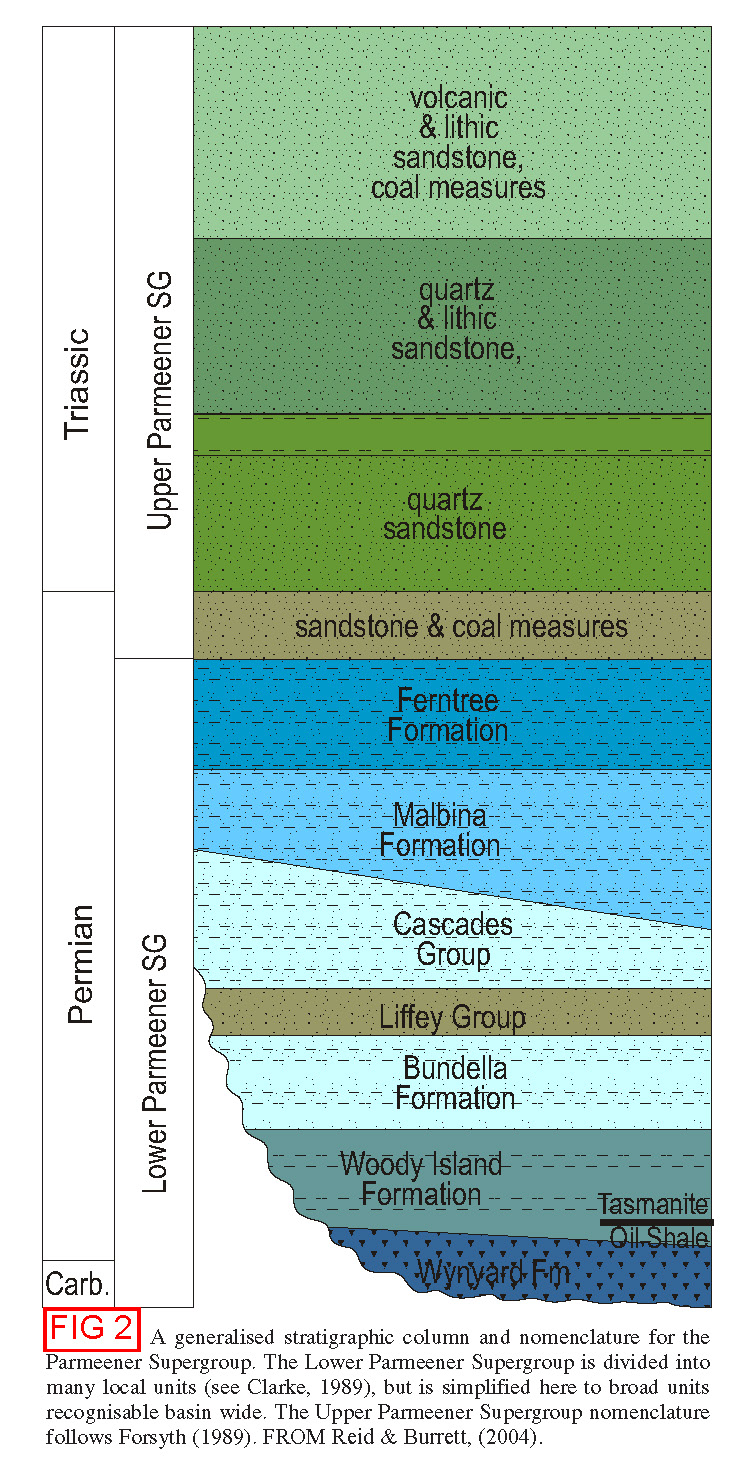 Triassic
Upper Parmeener SG
volcanic
& lithic
sandstone,
coal measures
quartz
& lithic
sandstone,
quartz
sandstone
sandstone & coal measures
Permian
Lower Parmeener SG
Ferntree
Formation
Malbina
Formation
Cascades
Group
Liffey Group
Bundella
Formation
Woody Island
Formation
Tasmanite
Oil Shale
Carb.
Wynyard Fm
FIG 2 A generalised stratigraphic column and nomenclature for the
Parmeener Supergroup. The Lower Parmeener Supergroup is divided into
many local units (see Clarke, 1989), but is simplified here to broad units
recognisable basin wide. The Upper Parmeener Supergroup nomenclature
follows Forsyth (1989). FROM Reid & Burrett, (2004).